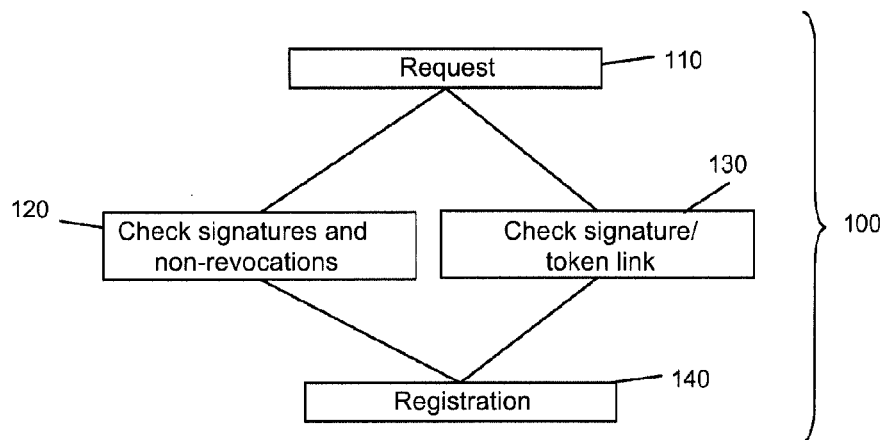 Request
110
130
120
Check signatures and
non-revocations
Check signature/
token link
100
140
Registration